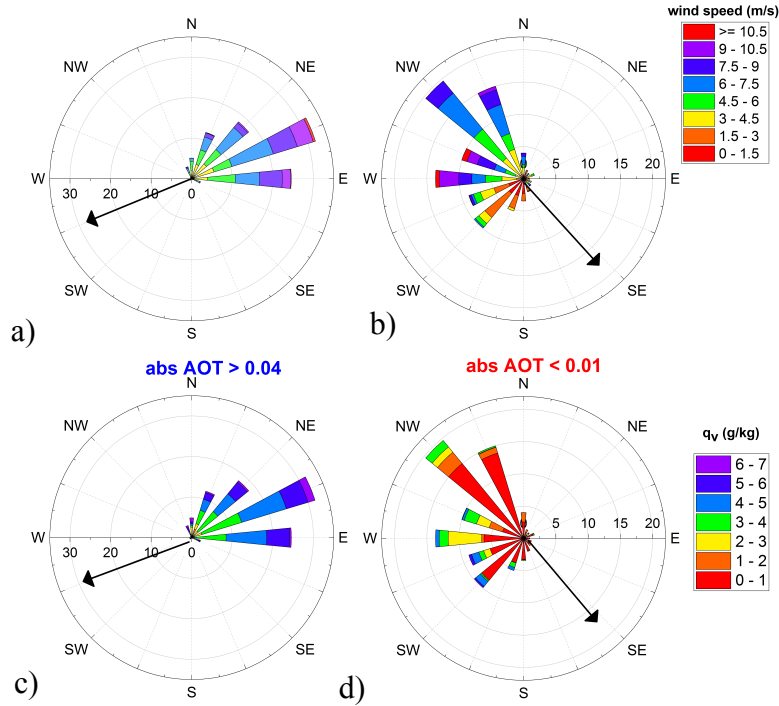 wind speed (m/s)
>= 10.5
9 - 10.5
7.5 - 9
6 - 7.5
4.5 - 6
3 - 4.5
1.5 - 3
0 - 1.5
N
NW NE
W E
30 20 10 0
SW SE
S
a)
N
NW NE
W E
0 5 10 15 20
SW SE
S
b)
abs AOT > 0.04
N
NW NE
W E
30 20 10 0
SW SE
S
c)
abs AOT < 0.01
N
NW NE
W E
0 5 10 15 20
SW SE
S
d)
qv (g/kg)
6 - 7
5 - 6
4 - 5
3 - 4
2 - 3
1 - 2
0 - 1